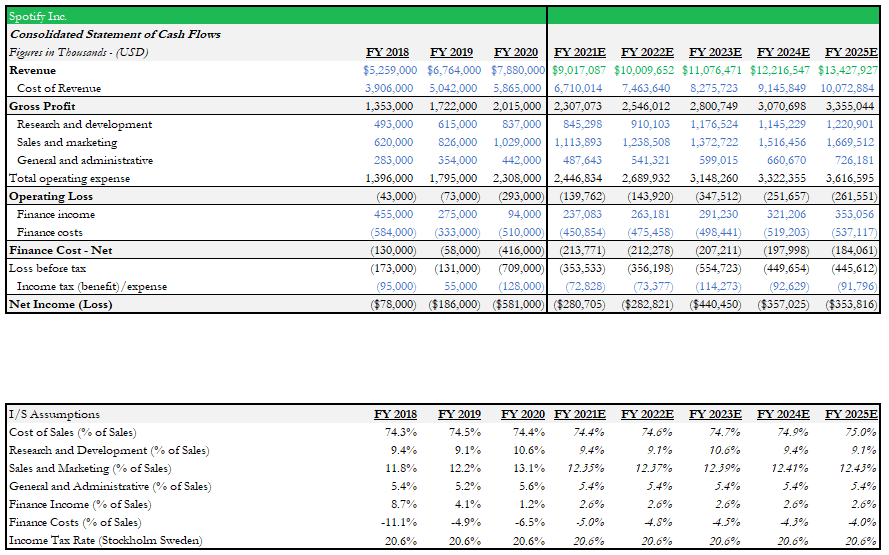 Spotify Inc.
Consolidated Statement of Cash Flows
Figures in Thousands - (USD) FY 2018 FY 2019 FY 2020 FY 2021E FY 2022E FY 2023E FY 2024E FY 2025E
Revenue $5,259,000 $6,764,000 $7,880,000 $9,017,087 $10,009,652 $11,076,471 $12,216,547 $13,427,927
Cost of Revenue 3,906,000 5,042,000 5,865,000 6,710,014 7,463,640 8,275,723 9,145,849 10,072,884
Gross Profit 1,353,000 1,722,000 2,015,000 2,307,073 2,546,012 2,800,749 3,070,698 3,355,044
Research and development 493,000 615,000 837,000 845,298 910,103 1,176,524 1,145,229 1,220,901
Sales and marketing 620,000 826,000 1,029,000 1,113,893 1,238,508 1,372,722 1,516,456 1,669,512
General and administrative 283,000 354,000 442,000 487,643 541,321 599,015 660,670 726,181
Total operating expense 1,396,000 1,795,000 2,308,000 2,446,834 2,689,932 3,148,260 3,322,355 3,616,595
Operating Loss (43,000) (73,000) (293,000) (139,762) (143,920) (347,512) (251,657) (261,551)
Finance income 455,000 275,000 94,000 237,083 263,181 291,230 321,206 353,056
Finance costs (584,000) (333,000) (510,000) (450,854) (475,458) (498,441) (519,203) (537,117)
Finance Cost - Net (130,000) (58,000) (416,000) (213,771) (212,278) (207,211) (197,998) (184,061)
Loss before tax (173,000) (131,000) (709,000) (353,533) (356,198) (554,723) (449,654) (445,612)
Income tax (benefit)/expense (95,000) 55,000 (128,000) (72,828) (73,377) (114,273) (92,629) (91,796)
Net Income (Loss) ($78,000) ($186,000) ($581,000) ($280,705) ($282,821) ($440,450) ($357,025) ($353,816)
I/S Assumptions FY 2018 FY 2019 FY 2020 FY 2021E FY 2022E FY 2023E FY 2024E FY 2025E
Cost of Sales (% of Sales) 74.3% 74.5% 74.4% 74.4% 74.6% 74.7% 74.9% 75.0%
Research and Development (% of Sales) 9.4% 9.1% 10.6% 9.4% 9.1% 10.6% 9.4% 9.1%
Sales and Marketing (% of Sales) 11.8% 12.2% 13.1% 12.35% 12.37% 12.39% 12.41% 12.43%
General and Administrative (% of Sales) 5.4% 5.2% 5.6% 5.4% 5.4% 5.4% 5.4% 5.4%
Finance Income (% of Sales) 8.7% 4.1% 1.2% 2.6% 2.6% 2.6% 2.6% 2.6%
Finance Costs (% of Sales) -11.1% -4.9% -6.5% -5.0% -4.8% -4.5% -4.3% -4.0%
Income Tax Rate (Stockholm Sweden) 20.6% 20.6% 20.6% 20.6% 20.6% 20.6% 20.6% 20.6%